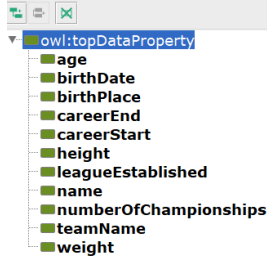 owl:topDataProperty
age
birthDate
birthPlace
careerEnd
careerStart
height
leagueEstablished
name
numberOfChampionships
teamName
weight